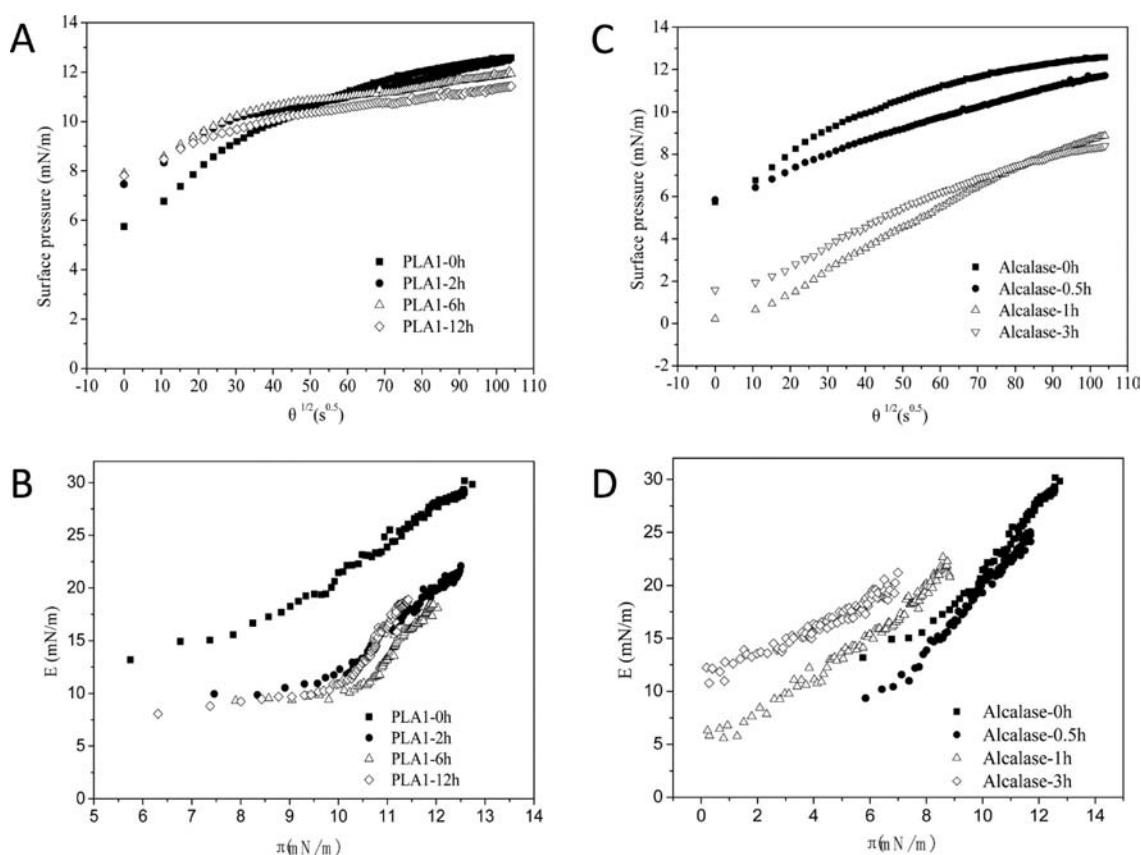 A
14
12
10
8
6
4
2
0
Surface pressure (mN/m)
PLA1-0h
PLA1-2h
PLA1-6h
PLA1-12h
-10 0 10 20 30 40 50 60 70 80 90 100 110
θ 1/2(s0.5)
C
14
12
10
8
6
4
2
0
-2
Surface pressure (mN/m)
Alcalase-0h
Alcalase-0.5h
Alcalase-1h
Alcalase-3h
-10 0 10 20 30 40 50 60 70 80 90 100 110
θ 1/2(s0.5)
B
30
25
20
15
10
5
0
E (mN/m)
PLA1-0h
PLA1-2h
PLA1-6h
PLA1-12h
5 6 7 8 9 10 11 12 13 14
π(mN/m)
D
30
25
20
15
10
5
0
E (mN/m)
Alcalase-0h
Alcalase-0.5h
Alcalase-1h
Alcalase-3h
0 2 4 6 8 10 12 14
π(mN/m)